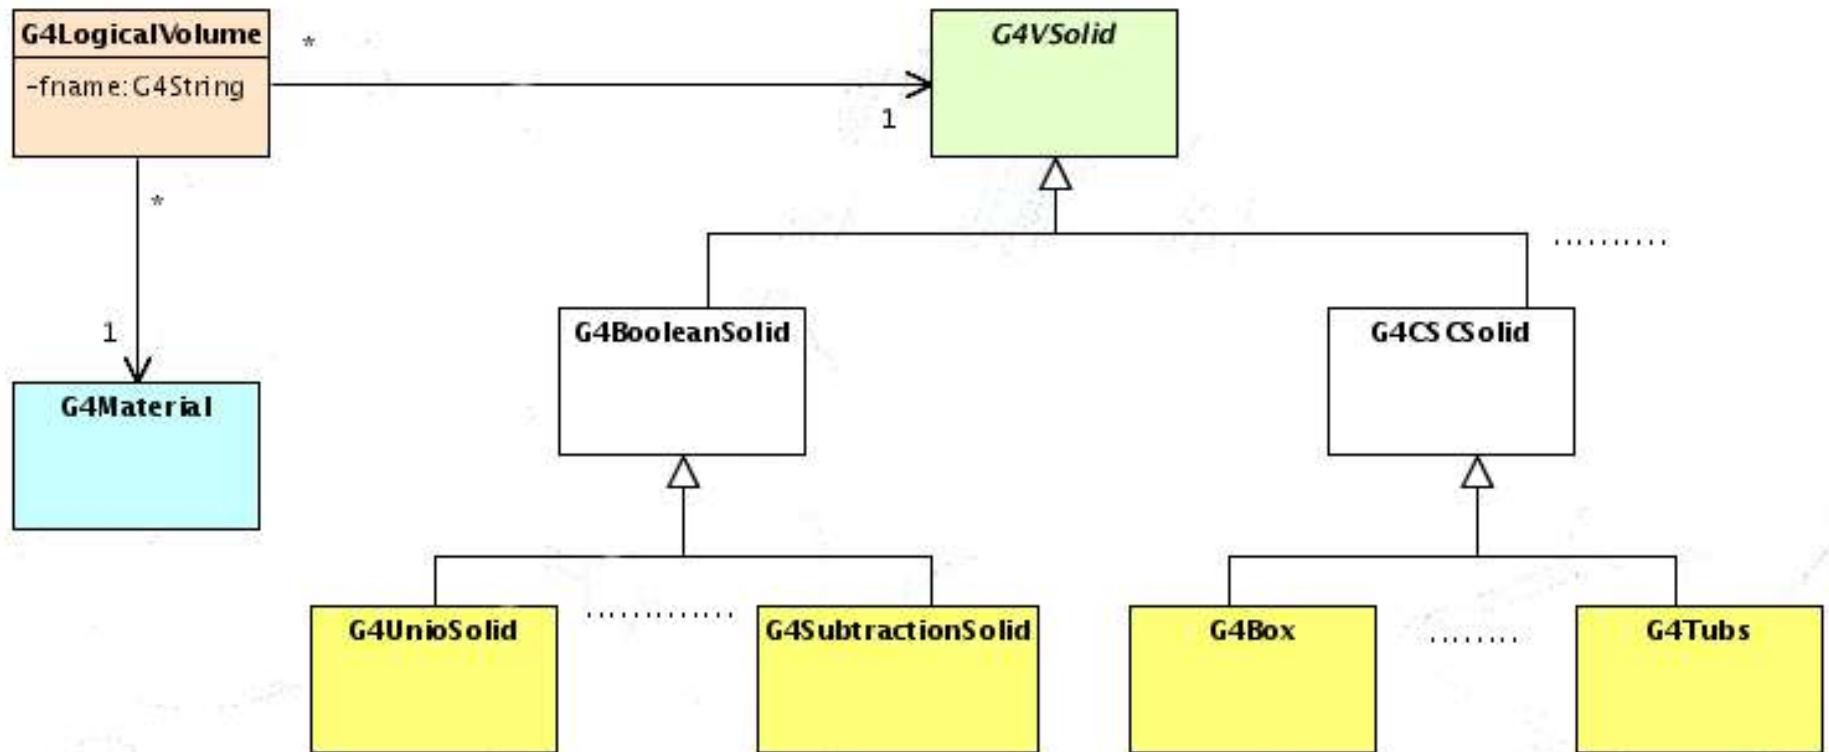 G4LogicalVolume
-fname:G4String
*
1
G4VSolid
*
1
G4Material
..........
G4BooleanSolid
G4CSCSolid
G4UnioSolid
.............
G4SubtractionSolid
G4Box
.........
G4Tubs